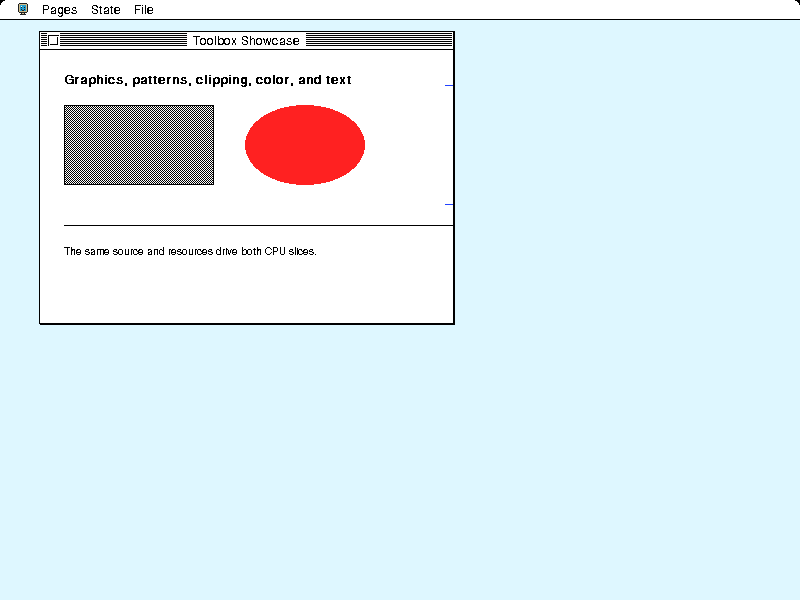 Pages State File
Toolbox Showcase
Graphics, patterns, clipping, color, and text
The same source and resources drive both CPU slices.